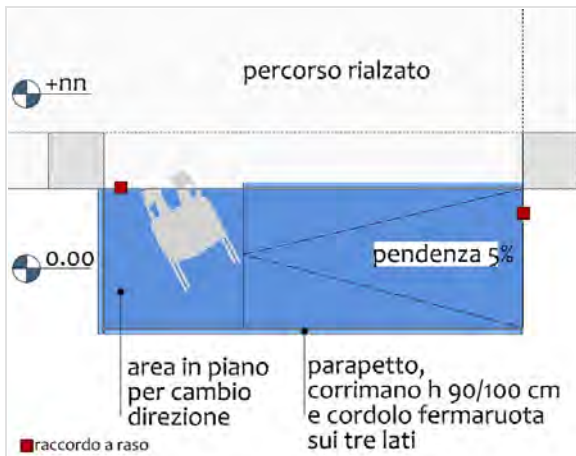 percorso rialzato
+nn
0.00
pendenza 5%
area in piano
per cambio
direzione
parapetto,
corrimano h 90/100 cm
e cordolo fermaruota
sui tre lati
raccordo a raso